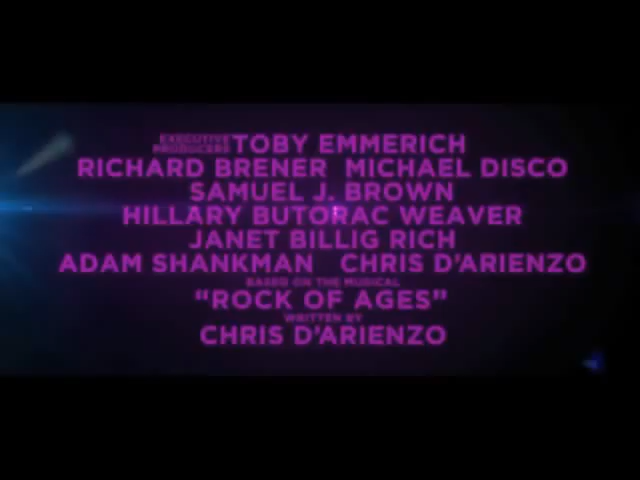 EXECUTIVE PRODUCERS TOBY EMMERICH
RICHARD BRENER MICHAEL DISCO
SAMUEL J. BROWN
HILLARY BUTORAC WEAVER
JANET BILLIG RICH
ADAM SHANKMAN CHRIS D'ARIENZO
BASED ON THE MUSICAL
“ROCK OF AGES”
WRITTEN BY
CHRIS D'ARIENZO